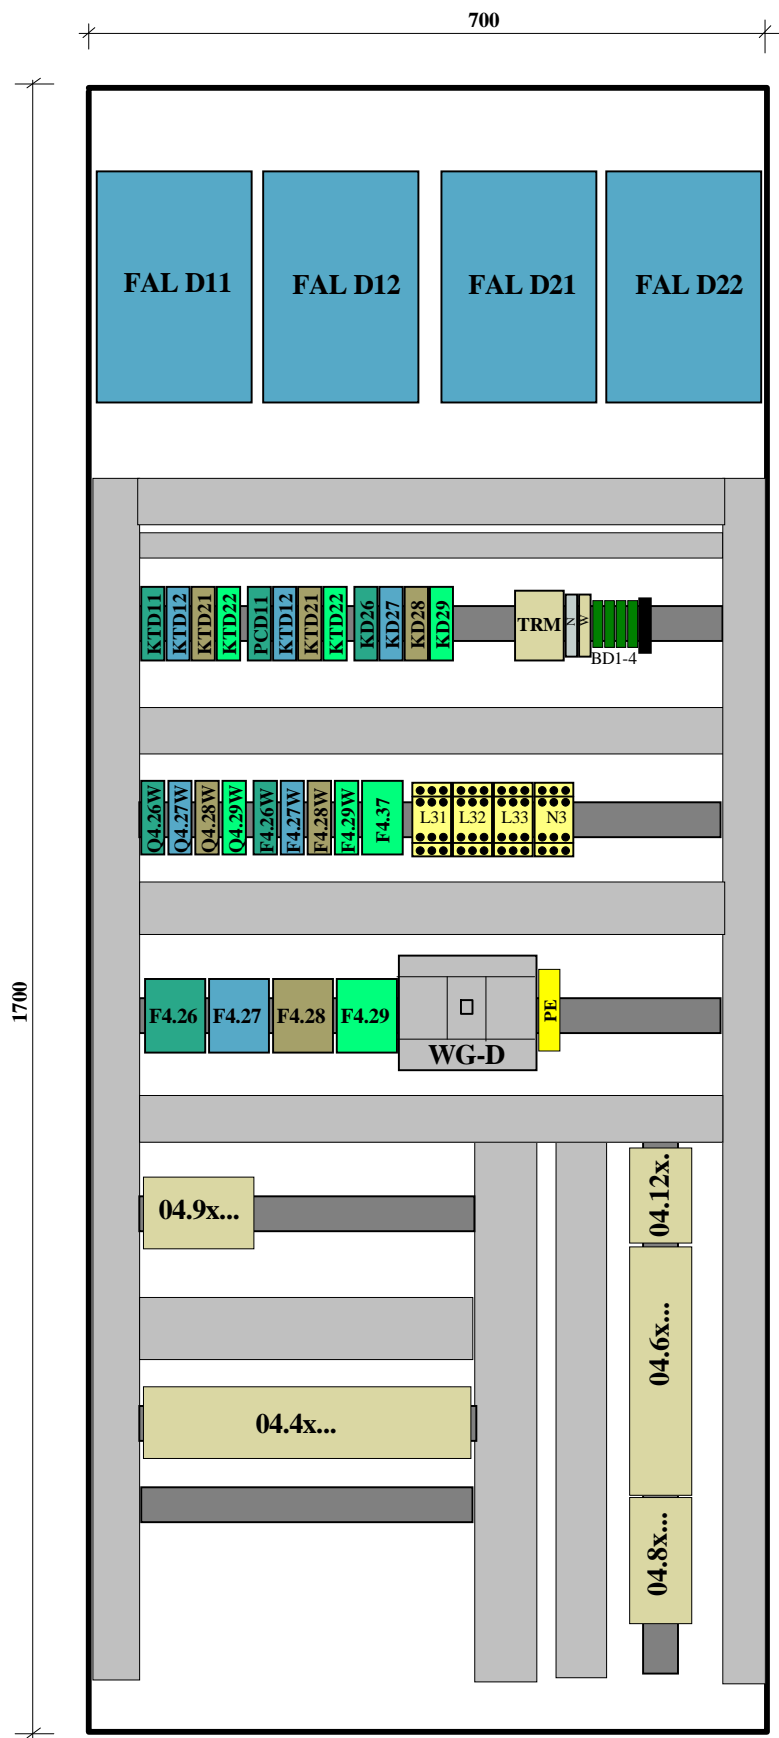 700
1700
FAL D11
FAL D12
FAL D21
FAL D22
KTD11
KTD12
KTD21
KTD22
PCD11
KTD12
KTD21
KTD22
KD26
KD27
KD28
KD29
TRM
N
W
BD1-4
Q4.26W
Q4.27W
Q4.28W
Q4.29W
F4.26W
F4.27W
F4.28W
F4.29W
F4.37
L31
L32
L33
N3
F4.26
F4.27
F4.28
F4.29
WG-D
PE
04.9x...
04.12x.
04.6x...
04.4x...
04.8x...